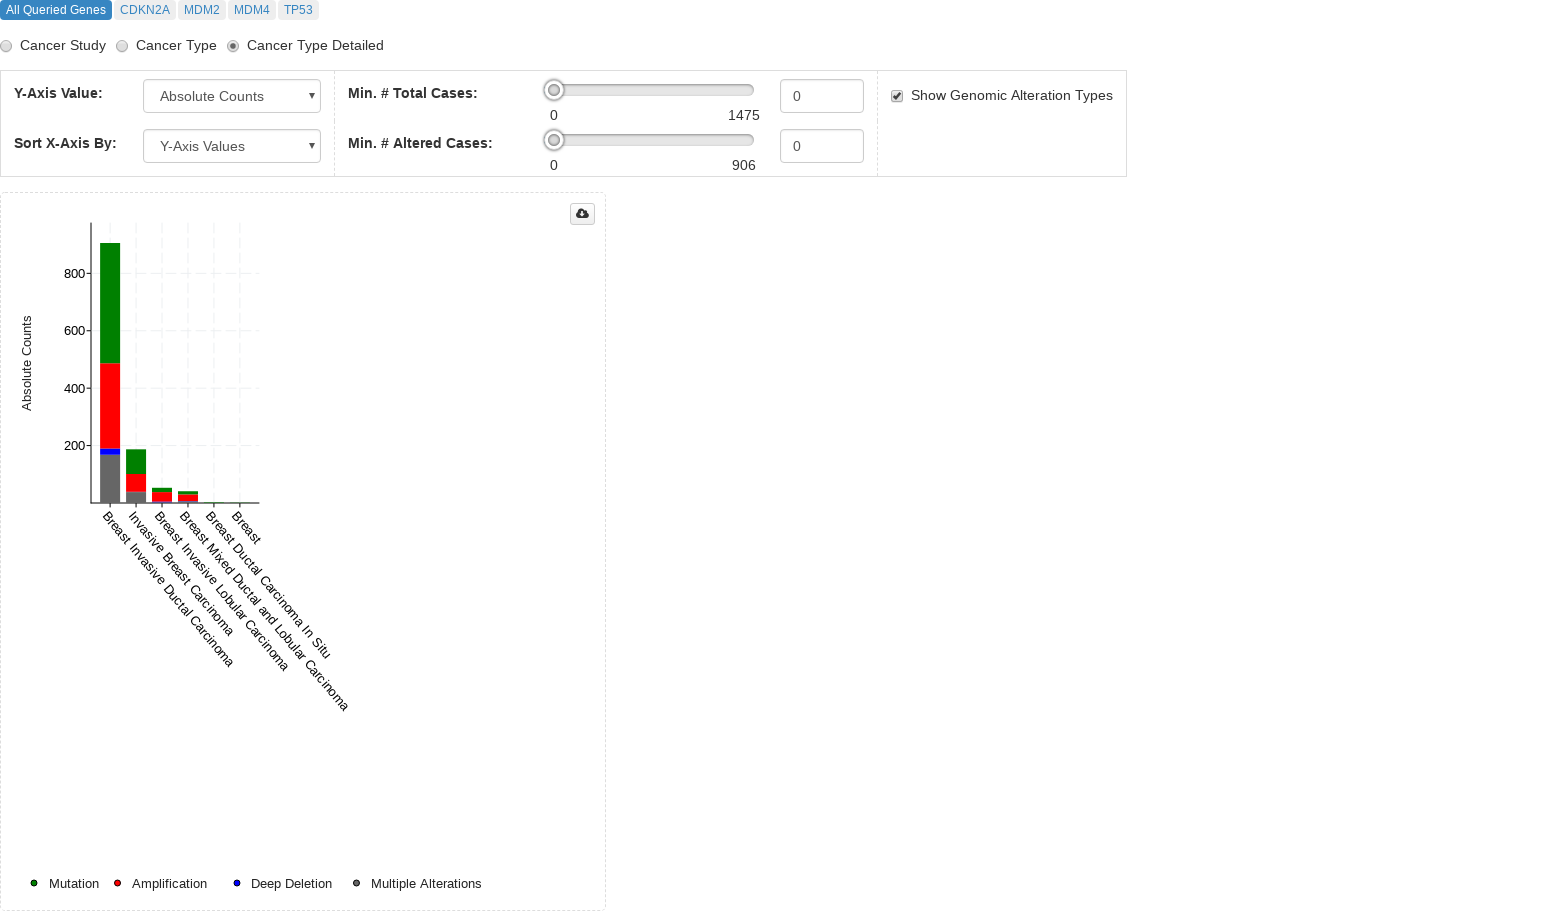 All Queried Genes CDKN2A MDM2 MDM4 TP53
Cancer Study Cancer Type Cancer Type Detailed
Y-Axis Value: Absolute Counts Min. # Total Cases: 0 Show Genomic Alteration Types
0 1475
Sort X-Axis By: Y-Axis Values Min. # Altered Cases: 0
0 906
Absolute Counts
800
600
400
200
Breast Invasive Ductal Carcinoma
Invasive Breast Carcinoma
Breast Invasive Lobular Carcinoma
Breast Mixed Ductal and Lobular Carcinoma
Breast Ductal Carcinoma In Situ
Breast
Mutation Amplification Deep Deletion Multiple Alterations